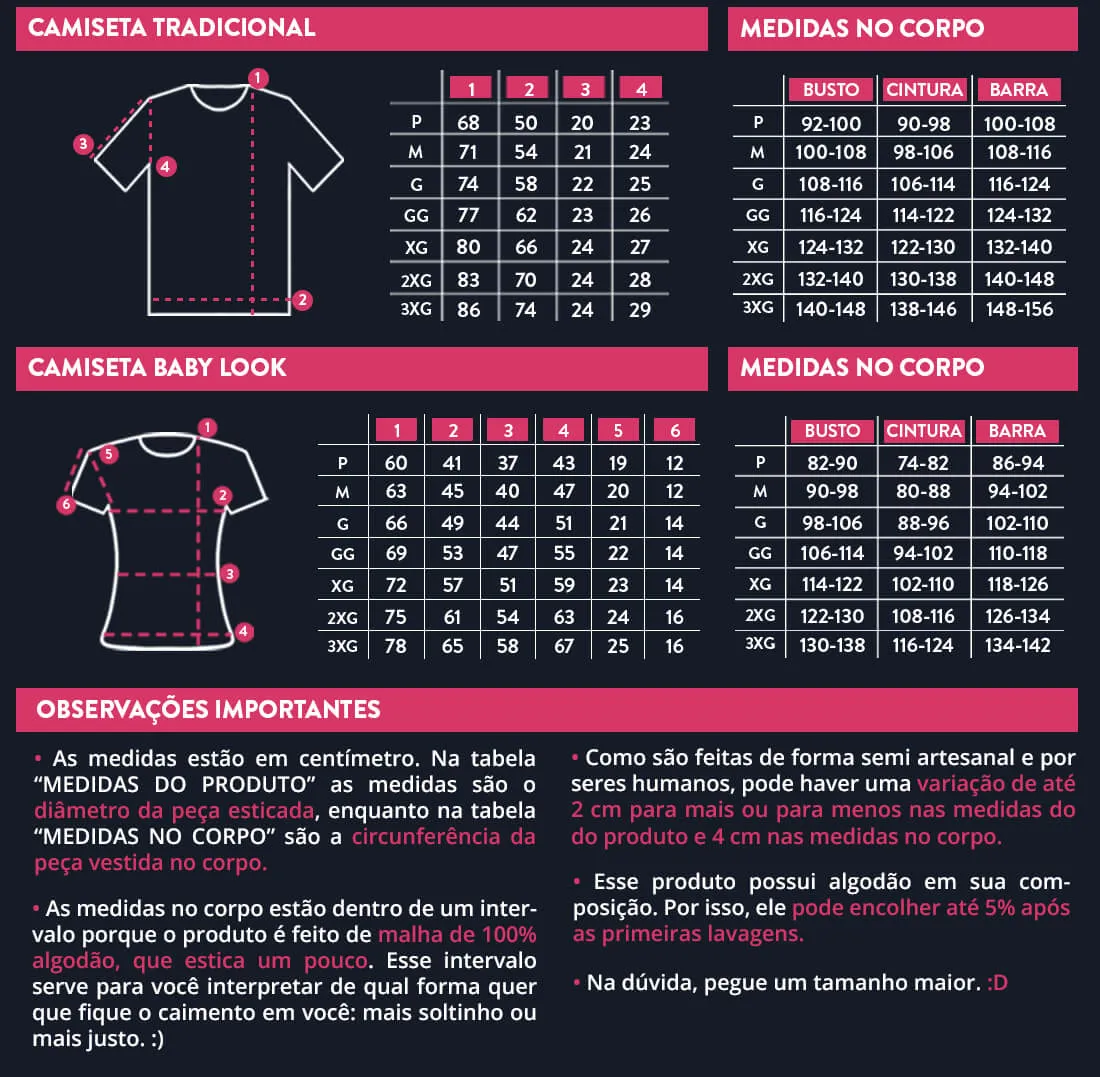 CAMISETA TRADICIONAL
1
3
4
2
1 2 3 4
P 68 50 20 23
M 71 54 21 24
G 74 58 22 25
GG 77 62 23 26
XG 80 66 24 27
2XG 83 70 24 28
3XG 86 74 24 29
MEDIDAS NO CORPO
BUSTO CINTURA BARRA
P 92-100 90-98 100-108
M 100-108 98-106 108-116
G 108-116 106-114 116-124
GG 116-124 114-122 124-132
XG 124-132 122-130 132-140
2XG 132-140 130-138 140-148
3XG 140-148 138-146 148-156
CAMISETA BABY LOOK
1
5
2
6
3
4
1 2 3 4 5 6
P 60 41 37 43 19 12
M 63 45 40 47 20 12
G 66 49 44 51 21 14
GG 69 53 47 55 22 14
XG 72 57 51 59 23 14
2XG 75 61 54 63 24 16
3XG 78 65 58 67 25 16
MEDIDAS NO CORPO
BUSTO CINTURA BARRA
P 82-90 74-82 86-94
M 90-98 80-88 94-102
G 98-106 88-96 102-110
GG 106-114 94-102 110-118
XG 114-122 102-110 118-126
2XG 122-130 108-116 126-134
3XG 130-138 116-124 134-142
OBSERVAÇÕES IMPORTANTES
• As medidas estão em centímetro. Na tabela
“MEDIDAS DO PRODUTO” as medidas são o
diâmetro da peça esticada, enquanto na tabela
“MEDIDAS NO CORPO” são a circunferência da
peça vestida no corpo.
• As medidas no corpo estão dentro de um inter-
valo porque o produto é feito de malha de 100%
algodão, que estica um pouco. Esse intervalo
serve para você interpretar de qual forma quer
que fique o caimento em você: mais soltinho ou
mais justo. :)
• Como são feitas de forma semi artesanal e por
seres humanos, pode haver uma variação de até
2 cm para mais ou para menos nas medidas do
do produto e 4 cm nas medidas no corpo.
• Esse produto possui algodão em sua com-
posição. Por isso, ele pode encolher até 5% após
as primeiras lavagens.
• Na dúvida, pegue um tamanho maior. :D